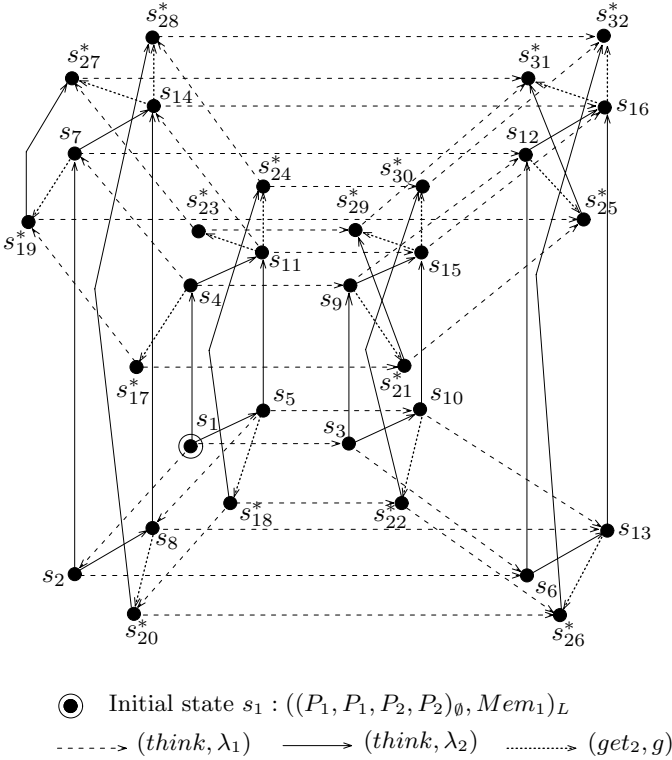 s*28
s*32
s*27
s*31
s14
s16
s7
s12
s*24
s*30
s*23
s*29
s*25
s*19
s11
s15
s4
s9
s*17
s*21
s1
s5
s10
s3
s*18
s*22
s8
s13
s2
s6
s*20
s*26
Initial state s1 : ((P1, P1, P2, P2)∅, Mem1)L
(think, λ1) (think, λ2) (get2, g)